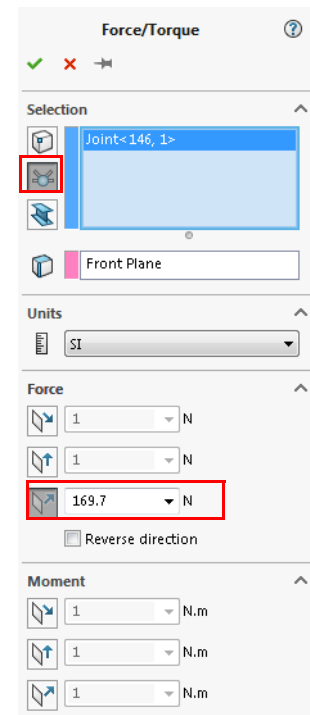 Force/Torque
Selection
Joint<146, 1>
Front Plane
Units
SI
Force
1 N
1 N
169.7 N
Reverse direction
Moment
1 N.m
1 N.m
1 N.m